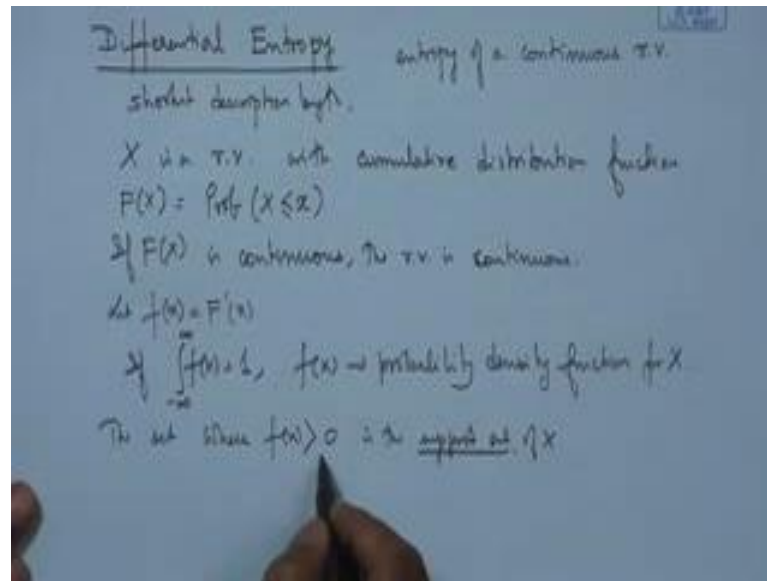 Differential Entropy entropy of a continuous r.v.
shortest description length.
X is a r.v. with cumulative distribution function
F(x) = Prob (X ≤ x)
If F(x) is continuous, the r.v. is continuous.
Let f(x) = F'(x)
If ∫_{-∞}^{∞} f(x) = 1, f(x) → probability density function for X
The set where f(x) > 0 is the support set of X